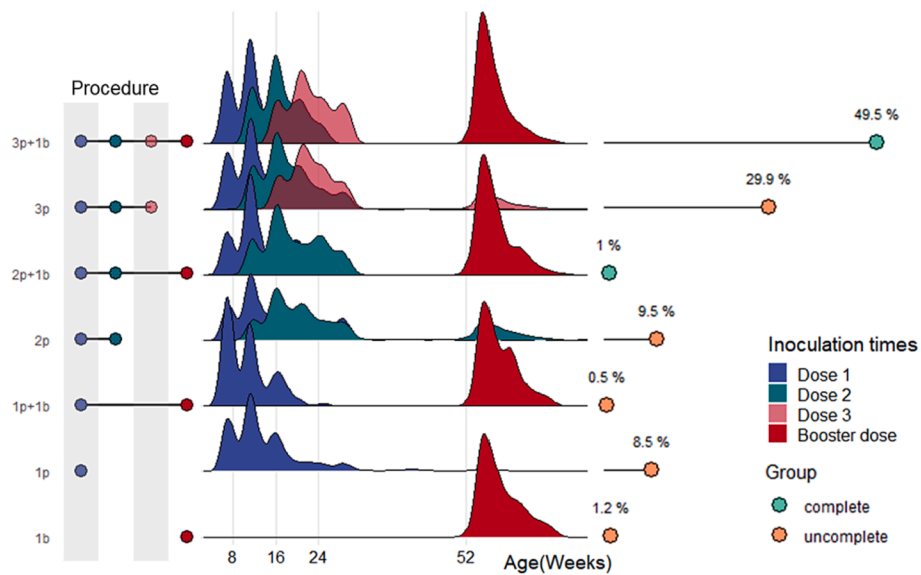 Procedure
3p+1b
49.5 %
3p
29.9 %
2p+1b
1 %
2p
9.5 %
1p+1b
0.5 %
1p
8.5 %
1b
1.2 %
8 16 24 52 Age(Weeks)
Inoculation times
Dose 1
Dose 2
Dose 3
Booster dose
Group
complete
uncomplete